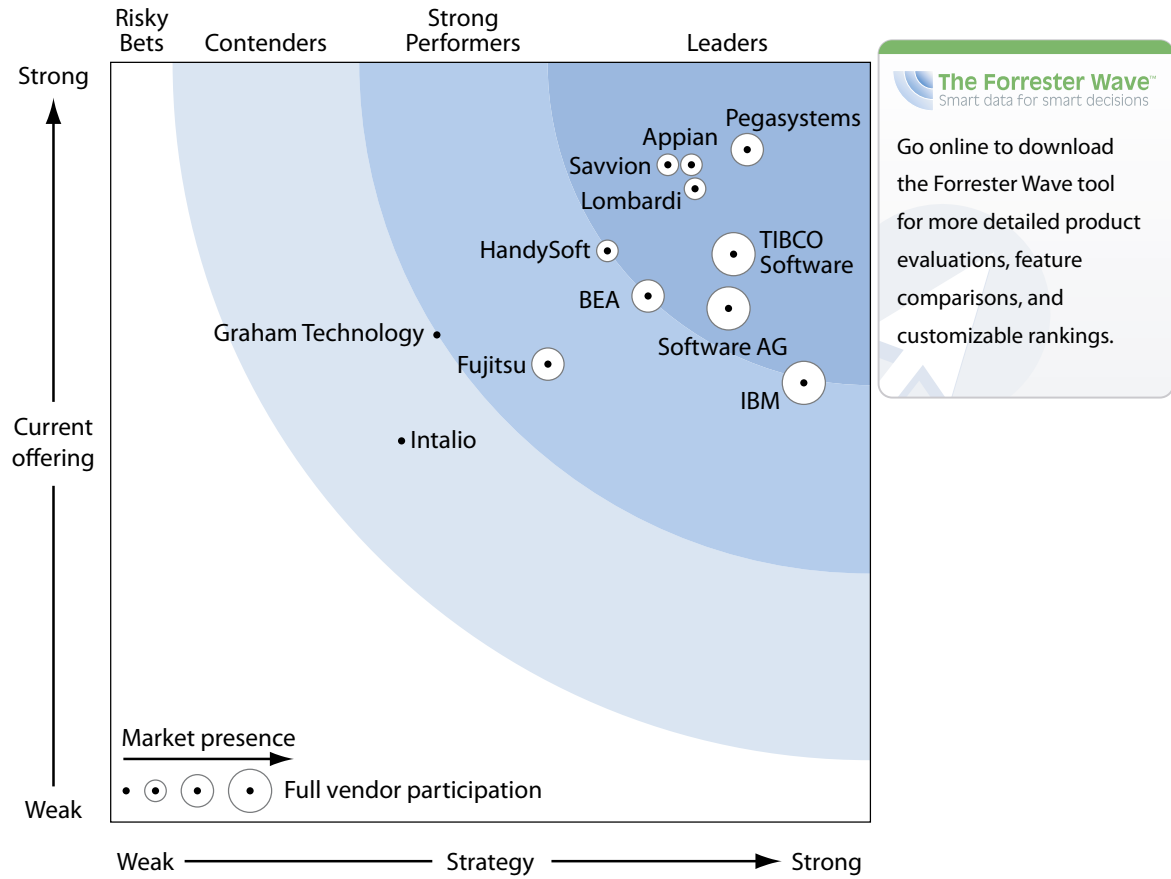 Risky
Bets
Contenders
Strong
Performers
Leaders
Strong
Current
offering
Weak
Pegasystems
Appian
Savvion
Lombardi
HandySoft
TIBCO
Software
BEA
Graham Technology
Software AG
Fujitsu
IBM
Intalio
Market presence
Full vendor participation
Weak
Strategy
Strong
The Forrester Wave™
Smart data for smart decisions
Go online to download
the Forrester Wave tool
for more detailed product
evaluations, feature
comparisons, and
customizable rankings.